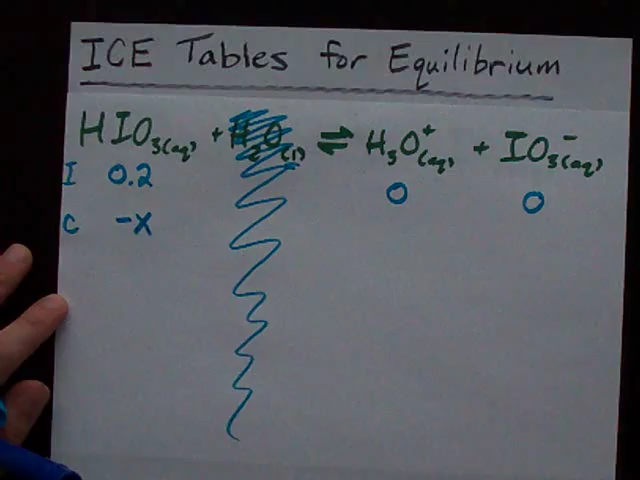 ICE Tables for Equilibrium
HIO₃(aq) + H₂O(l) ⇌ H₃O⁺(aq) + IO₃⁻(aq)
I 0.2 0 0
C -x